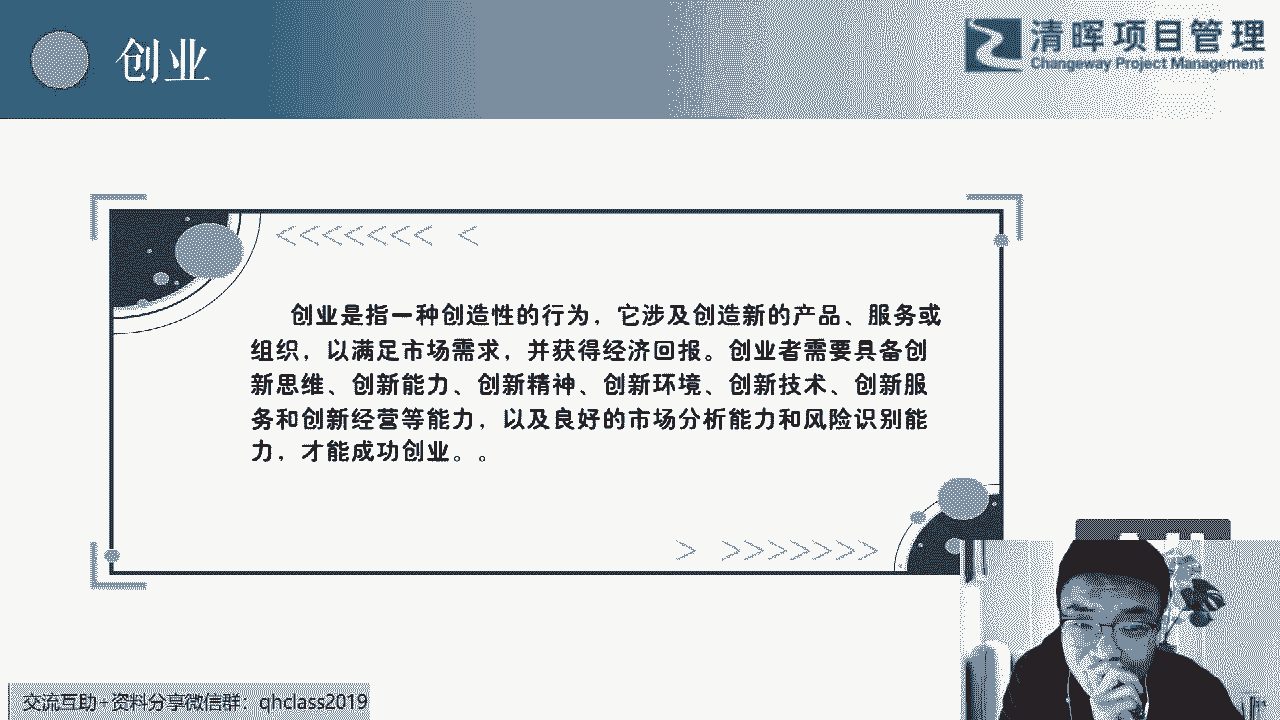 创业
清晖项目管理
Changeway Project Management
创业是指一种创造性的行为，它涉及创造新的产品、服务或
组织，以满足市场需求，并获得经济回报。创业者需要具备创
新思维、创新能力、创新精神、创新环境、创新技术、创新服
务和创新经营等能力，以及良好的市场分析能力和风险识别能
力，才能成功创业。。
交流互助+资料分享微信群：qhclass2019